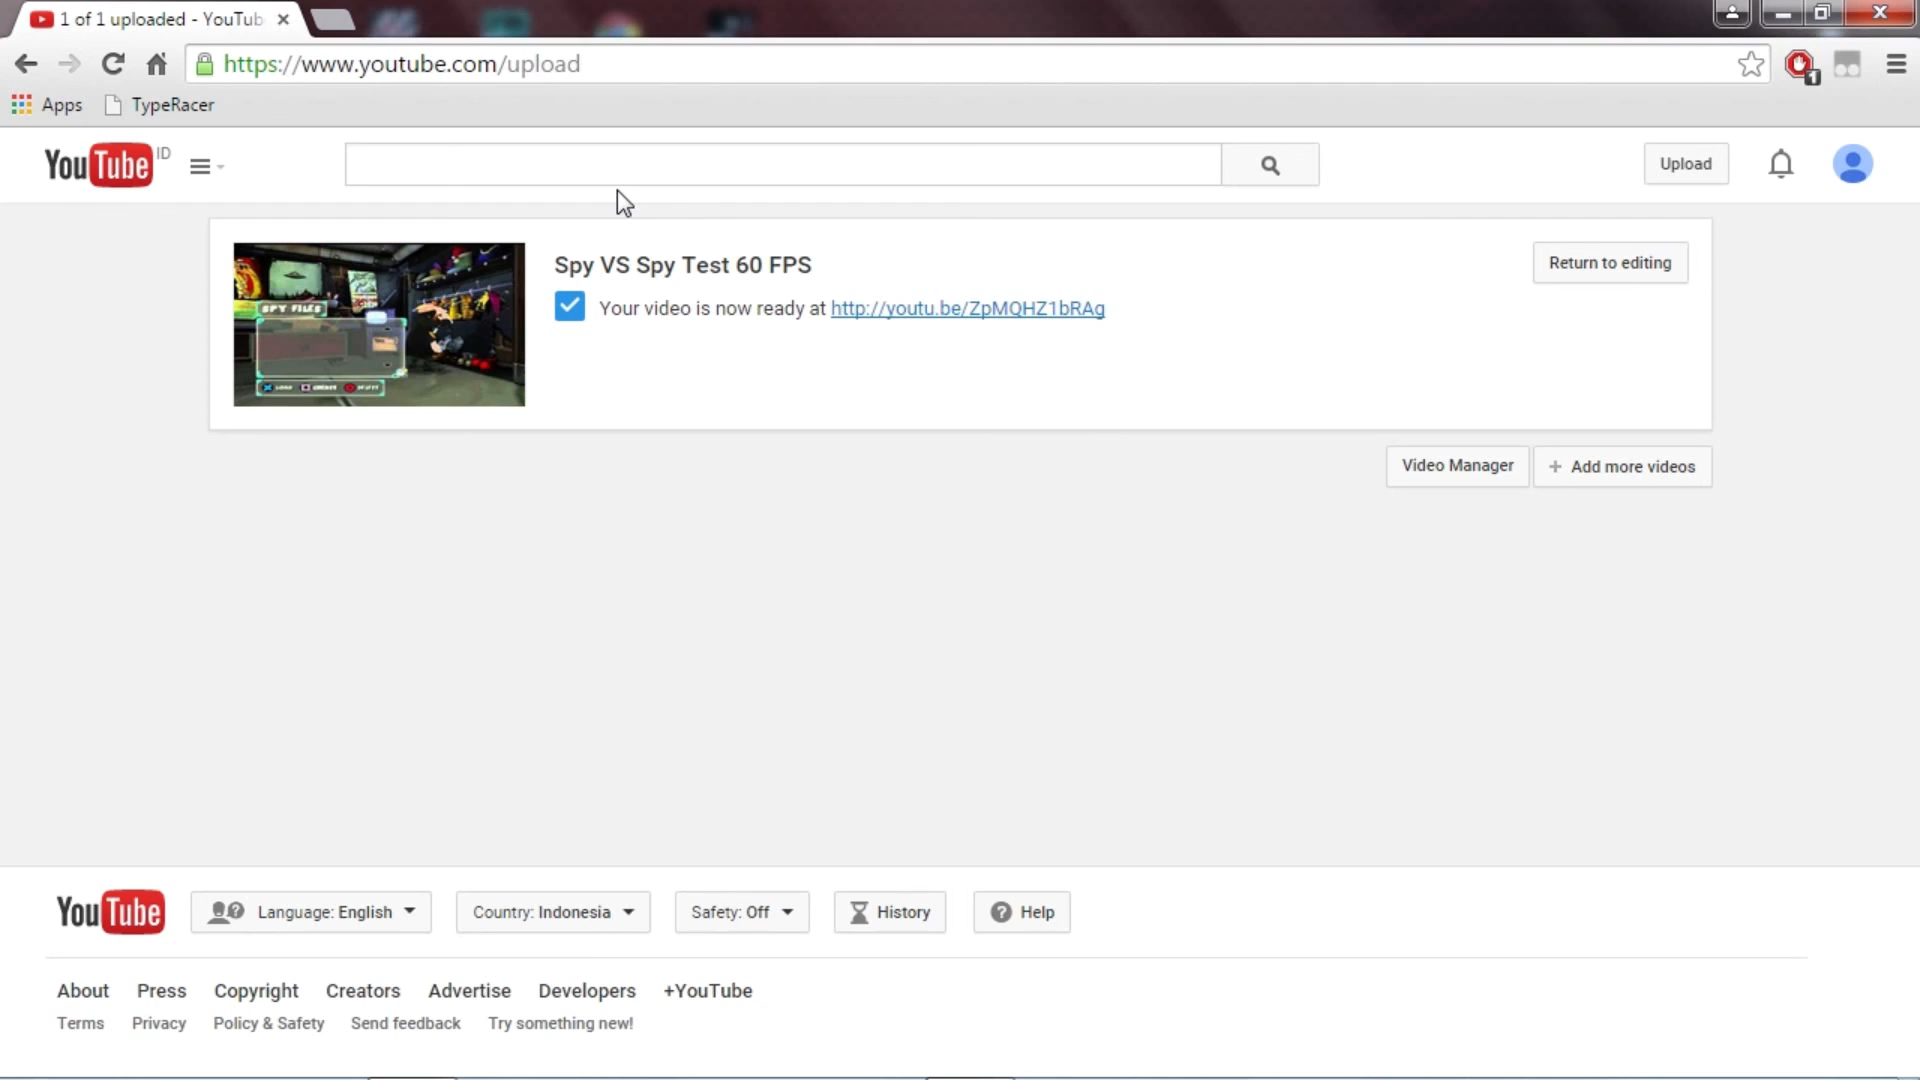 1 of 1 uploaded - YouTub
https://www.youtube.com/upload
1
Apps TypeRacer
YouTube ID
Upload
SPY FILES
Spy VS Spy Test 60 FPS
Return to editing
Your video is now ready at http://youtu.be/ZpMQHZ1bRAg
Video Manager
+ Add more videos
YouTube Language: English Country: Indonesia Safety: Off History Help
About Press Copyright Creators Advertise Developers +YouTube
Terms Privacy Policy & Safety Send feedback Try something new!